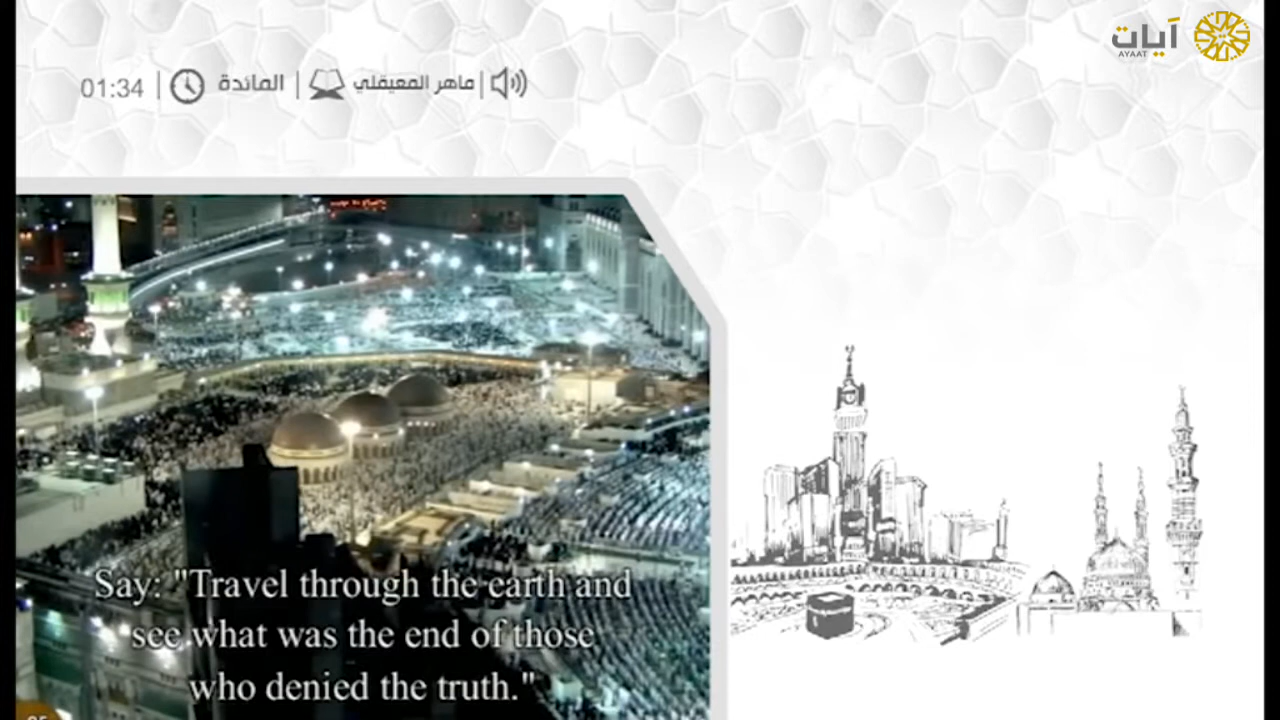 آيات
AYAAT
ماهر المعيقلي | المائدة | 01:34
Say: "Travel through the earth and
see what was the end of those
who denied the truth."